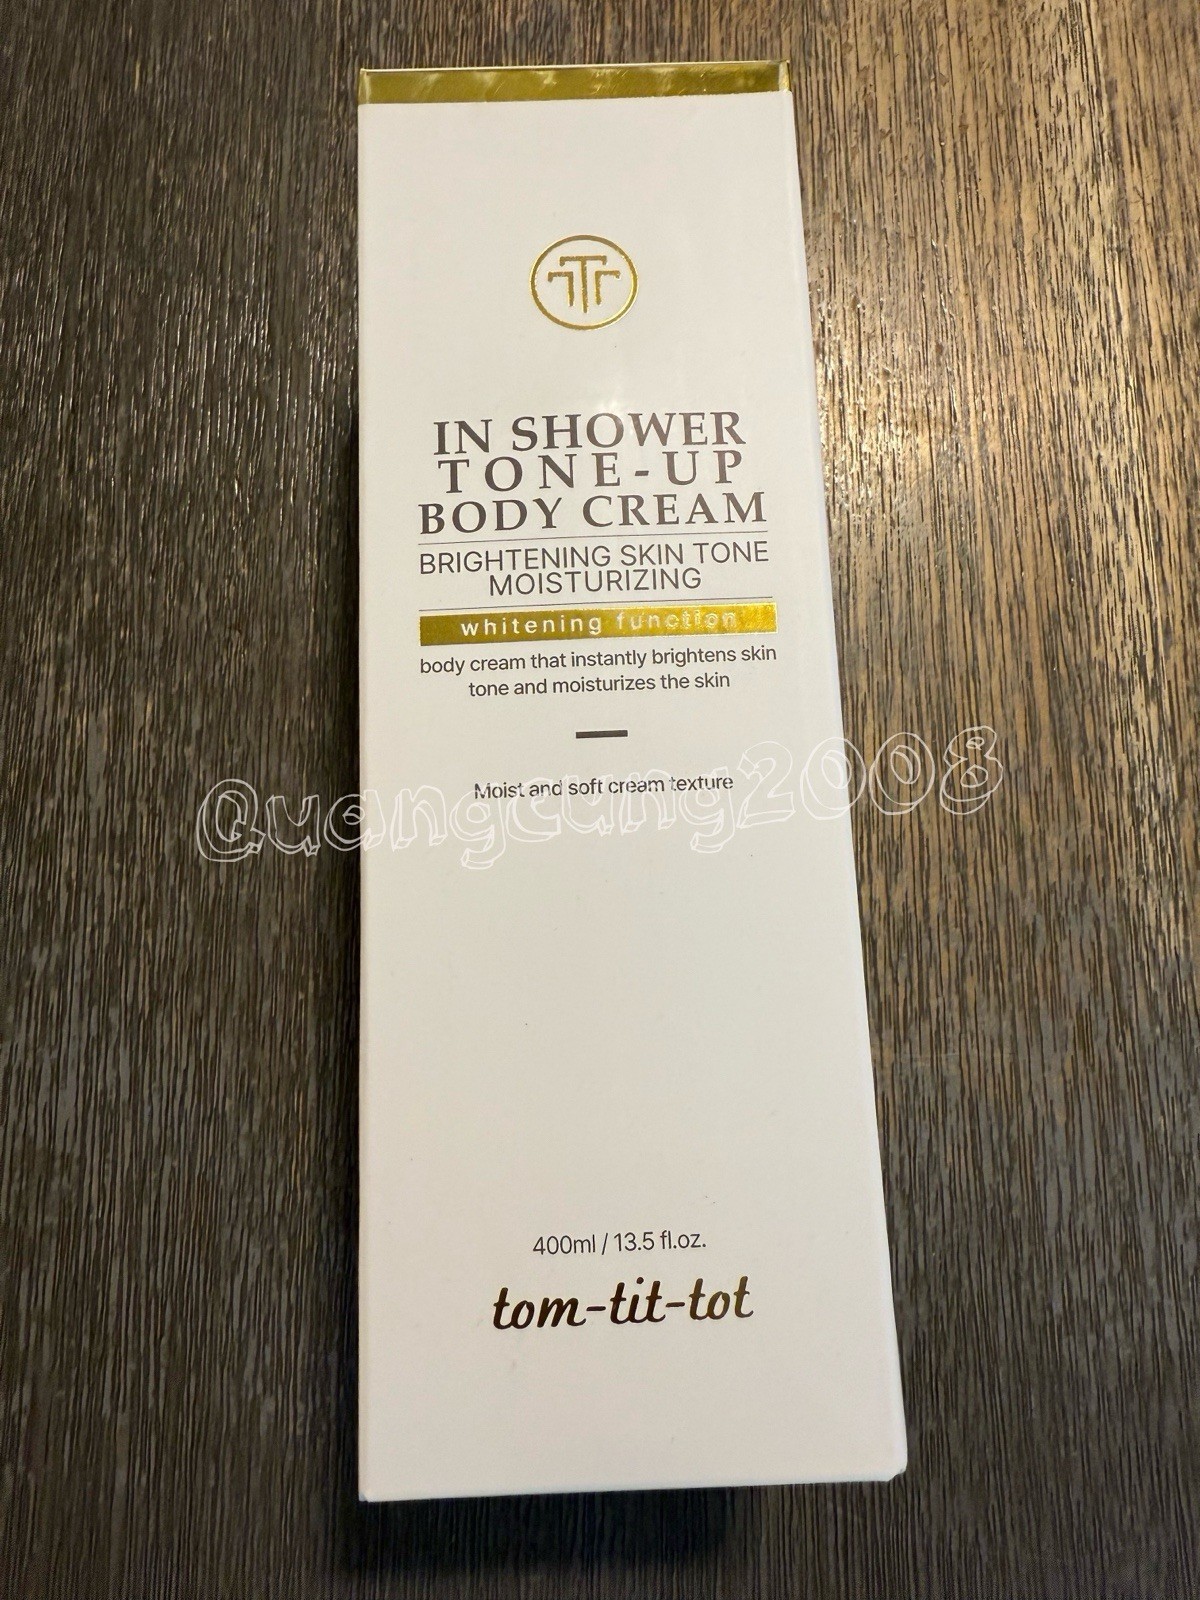 IN SHOWER
TONE-UP
BODY CREAM
BRIGHTENING SKIN TONE
MOISTURIZING
whitening function
body cream that instantly brightens skin
tone and moisturizes the skin
Moist and soft cream texture
Quangcung2008
400ml / 13.5 fl.oz.
tom-tit-tot